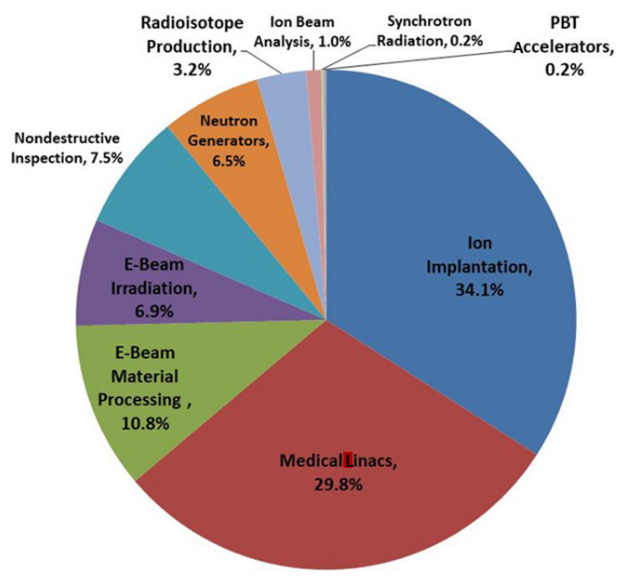 Radioisotope
Production,
3.2%
Ion Beam
Analysis, 1.0%
Synchrotron
Radiation, 0.2%
PBT
Accelerators,
0.2%
Nondestructive
Inspection, 7.5%
Neutron
Generators,
6.5%
Ion
Implantation,
34.1%
E-Beam
Irradiation,
6.9%
E-Beam
Material
Processing ,
10.8%
Medical Linacs,
29.8%